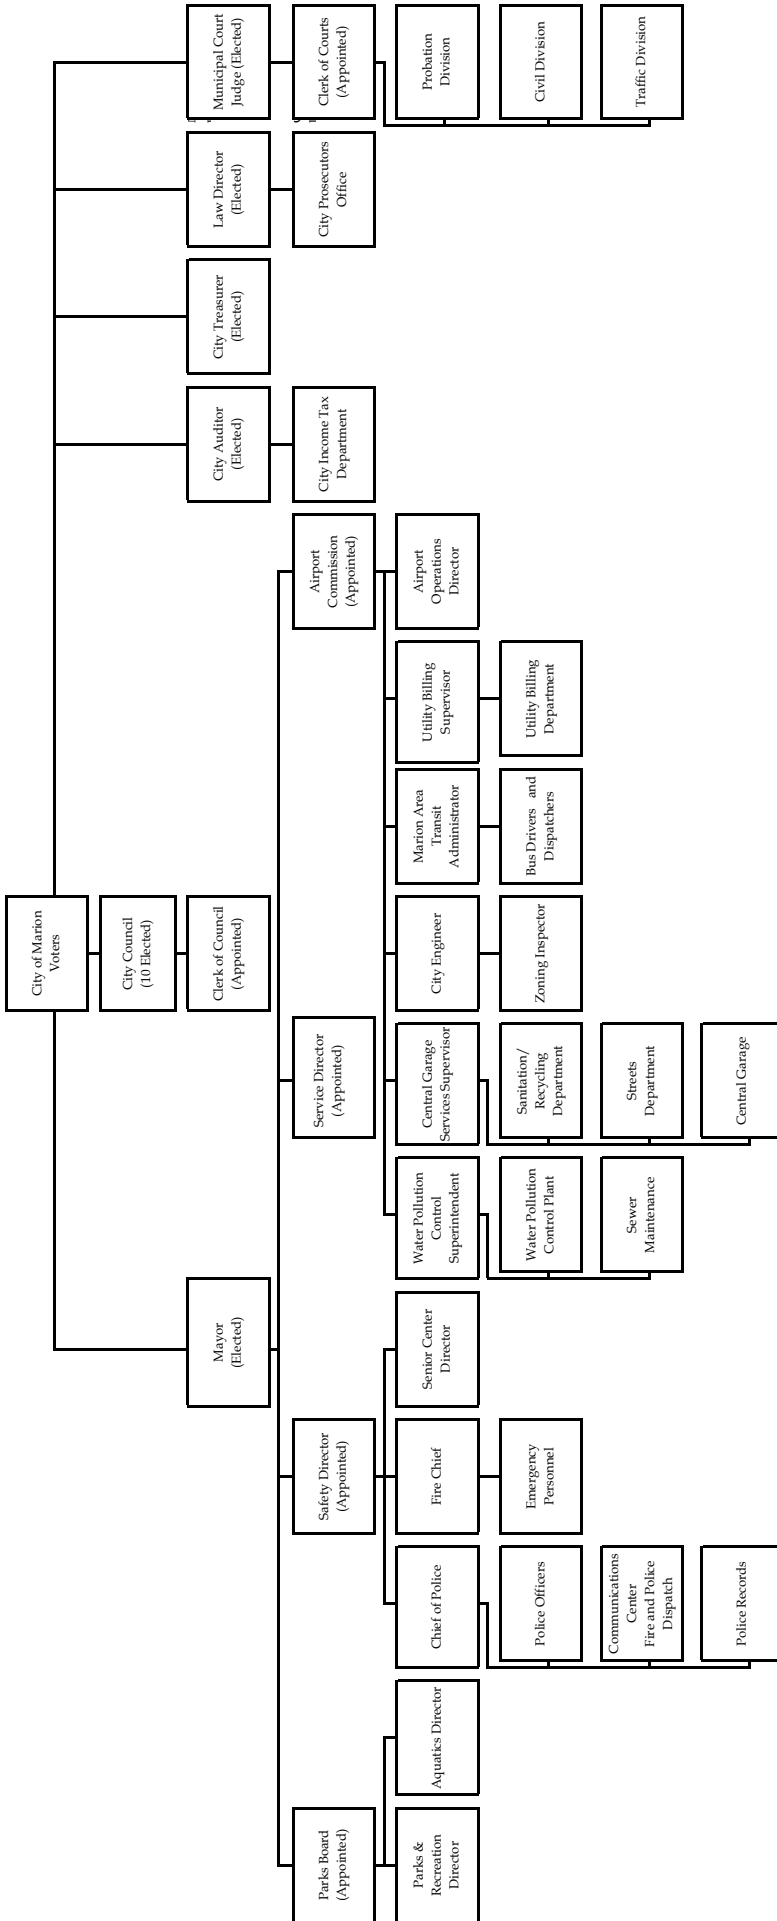 City of Marion
Voters
City Council
(10 Elected)
Clerk of Council
(Appointed)
Mayor
(Elected)
City Auditor
(Elected)
City Treasurer
(Elected)
Law Director
(Elected)
Municipal Court
Judge (Elected)
Parks Board
(Appointed)
Safety Director
(Appointed)
Service Director
(Appointed)
Airport
Commission
(Appointed)
City Income Tax
Department
City Prosecutors
Office
Clerk of Courts
(Appointed)
Parks &
Recreation
Director
Aquatics Director
Chief of Police
Fire Chief
Senior Center
Director
Water Pollution
Control
Superintendent
Central Garage
Services Supervisor
City Engineer
Marion Area
Transit
Administrator
Utility Billing
Supervisor
Airport
Operations
Director
Probation
Division
Police Officers
Emergency
Personnel
Water Pollution
Control Plant
Sanitation/
Recycling
Department
Zoning Inspector
Bus Drivers and
Dispatchers
Utility Billing
Department
Civil Division
Communications
Center
Fire and Police
Dispatch
Sewer
Maintenance
Streets
Department
Traffic Division
Police Records
Central Garage